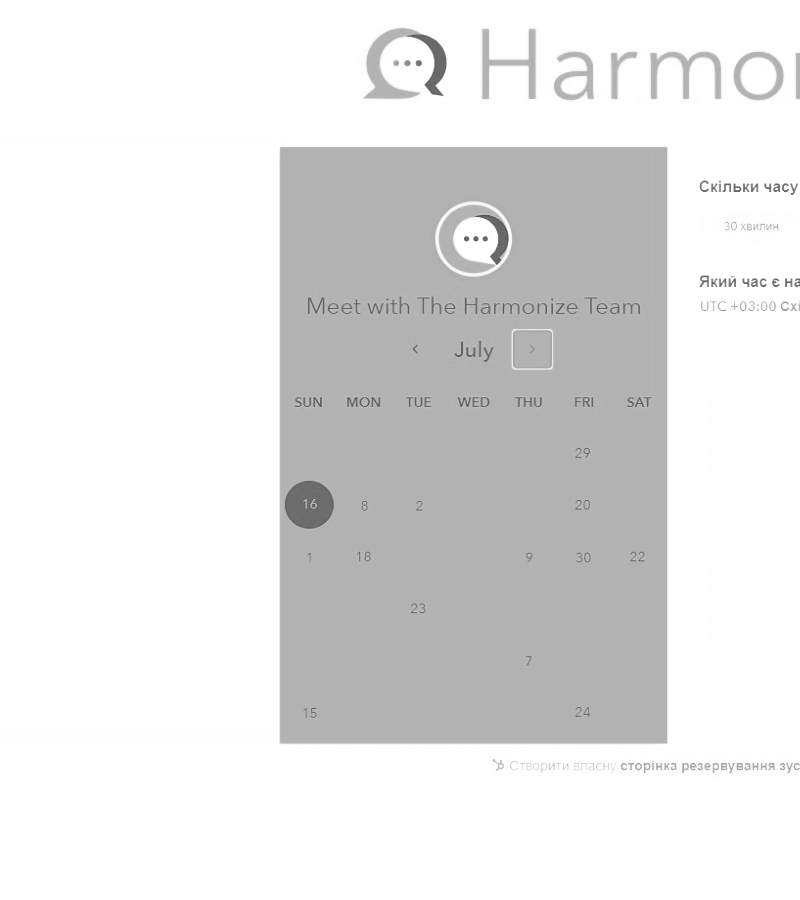 Harmon
Скільки часу
30 хвилин
Який час є на
UTC +03:00 Схі
Meet with The Harmonize Team
July
SUN MON TUE WED THU FRI SAT
29
16 8 2 20
1 18 9 30 22
23
7
15 24
Створити власну сторінка резервування зус